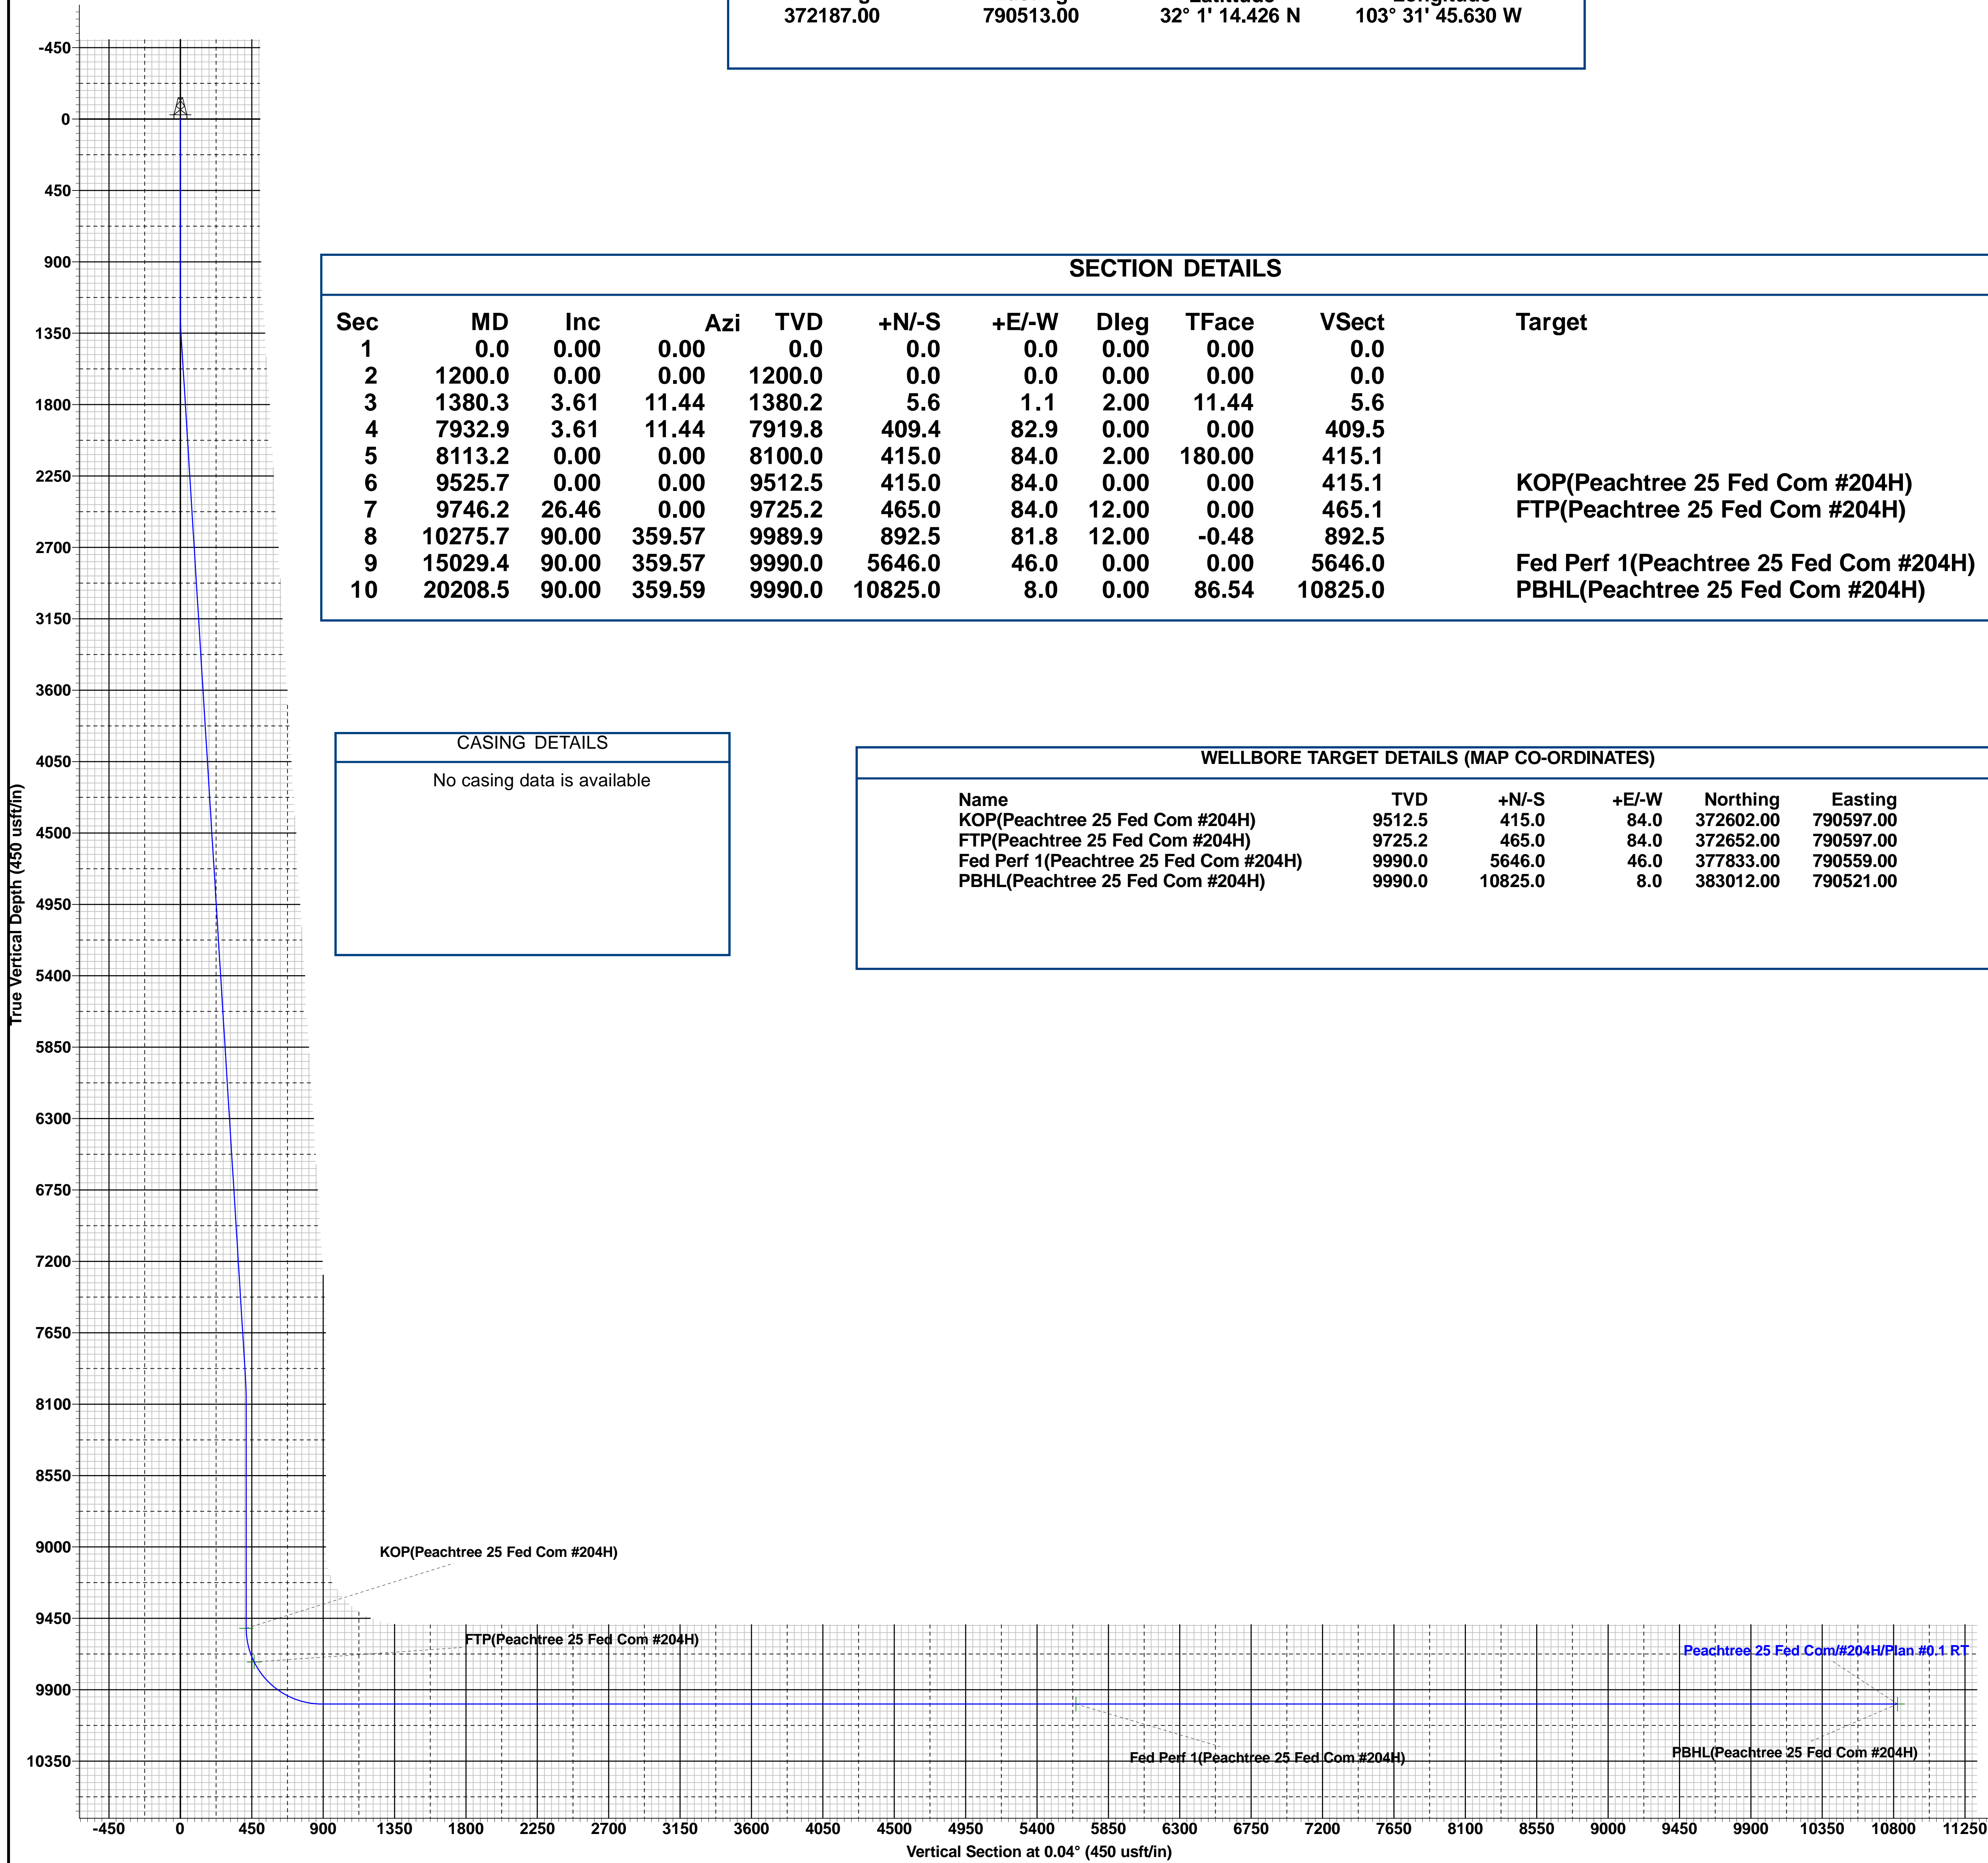 372187.00 790513.00 32° 1' 14.426 N 103° 31' 45.630 W
SECTION DETAILS
Sec MD Inc Azi TVD +N/-S +E/-W Dleg TFace VSect Target
1 0.0 0.00 0.00 0.0 0.0 0.0 0.00 0.00 0.0
2 1200.0 0.00 0.00 1200.0 0.0 0.0 0.00 0.00 0.0
3 1380.3 3.61 11.44 1380.2 5.6 1.1 2.00 11.44 5.6
4 7932.9 3.61 11.44 7919.8 409.4 82.9 0.00 0.00 409.5
5 8113.2 0.00 0.00 8100.0 415.0 84.0 2.00 180.00 415.1
6 9525.7 0.00 0.00 9512.5 415.0 84.0 0.00 0.00 415.1 KOP(Peachtree 25 Fed Com #204H)
7 9746.2 26.46 0.00 9725.2 465.0 84.0 12.00 0.00 465.1 FTP(Peachtree 25 Fed Com #204H)
8 10275.7 90.00 359.57 9989.9 892.5 81.8 12.00 -0.48 892.5
9 15029.4 90.00 359.57 9990.0 5646.0 46.0 0.00 0.00 5646.0 Fed Perf 1(Peachtree 25 Fed Com #204H)
10 20208.5 90.00 359.59 9990.0 10825.0 8.0 0.00 86.54 10825.0 PBHL(Peachtree 25 Fed Com #204H)
CASING DETAILS
No casing data is available
WELLBORE TARGET DETAILS (MAP CO-ORDINATES)
Name TVD +N/-S +E/-W Northing Easting
KOP(Peachtree 25 Fed Com #204H) 9512.5 415.0 84.0 372602.00 790597.00
FTP(Peachtree 25 Fed Com #204H) 9725.2 465.0 84.0 372652.00 790597.00
Fed Perf 1(Peachtree 25 Fed Com #204H) 9990.0 5646.0 46.0 377833.00 790559.00
PBHL(Peachtree 25 Fed Com #204H) 9990.0 10825.0 8.0 383012.00 790521.00
True Vertical Depth (450 usft/in)
-450
0
450
900
1350
1800
2250
2700
3150
3600
4050
4500
4950
5400
5850
6300
6750
7200
7650
8100
8550
9000
9450
9900
10350
KOP(Peachtree 25 Fed Com #204H)
FTP(Peachtree 25 Fed Com #204H)
Peachtree 25 Fed Com/#204H/Plan #0.1 RT
Fed Perf 1(Peachtree 25 Fed Com #204H)
PBHL(Peachtree 25 Fed Com #204H)
-450 0 450 900 1350 1800 2250 2700 3150 3600 4050 4500 4950 5400 5850 6300 6750 7200 7650 8100 8550 9000 9450 9900 10350 10800 11250
Vertical Section at 0.04° (450 usft/in)